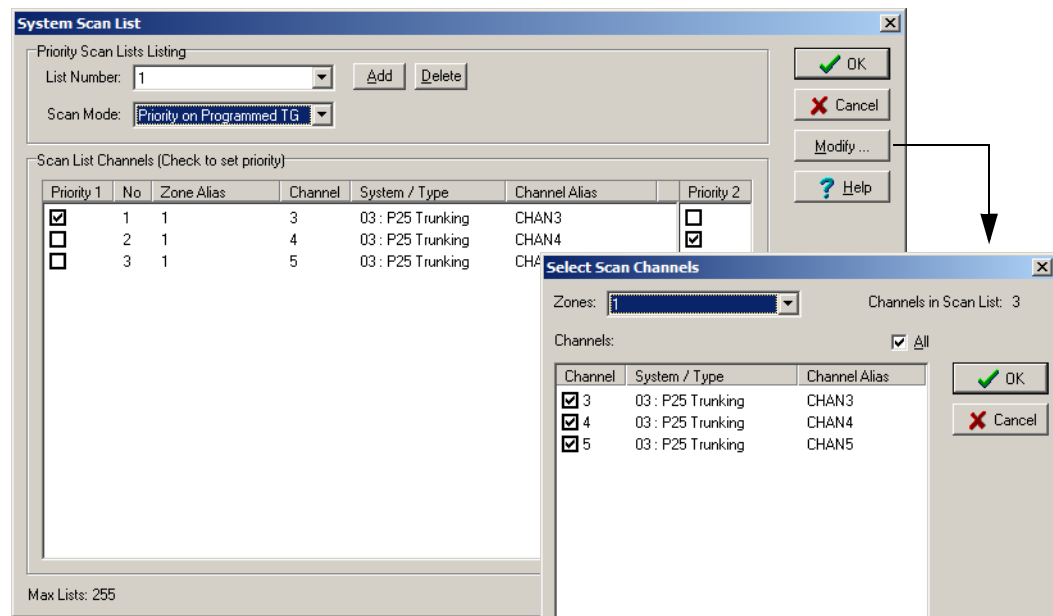 System Scan List
Priority Scan Lists Listing
List Number: 1 Add Delete
Scan Mode: Priority on Programmed TG
OK
Cancel
Modify ...
Help
Scan List Channels (Check to set priority)
Priority 1 No Zone Alias Channel System / Type Channel Alias Priority 2
1 1 3 03 : P25 Trunking CHAN3
2 1 4 03 : P25 Trunking CHAN4
3 1 5 03 : P25 Trunking
Max Lists: 255
Select Scan Channels
Zones: 1 Channels in Scan List: 3
Channels: All
Channel System / Type Channel Alias
3 03 : P25 Trunking CHAN3
4 03 : P25 Trunking CHAN4
5 03 : P25 Trunking CHAN5
OK
Cancel